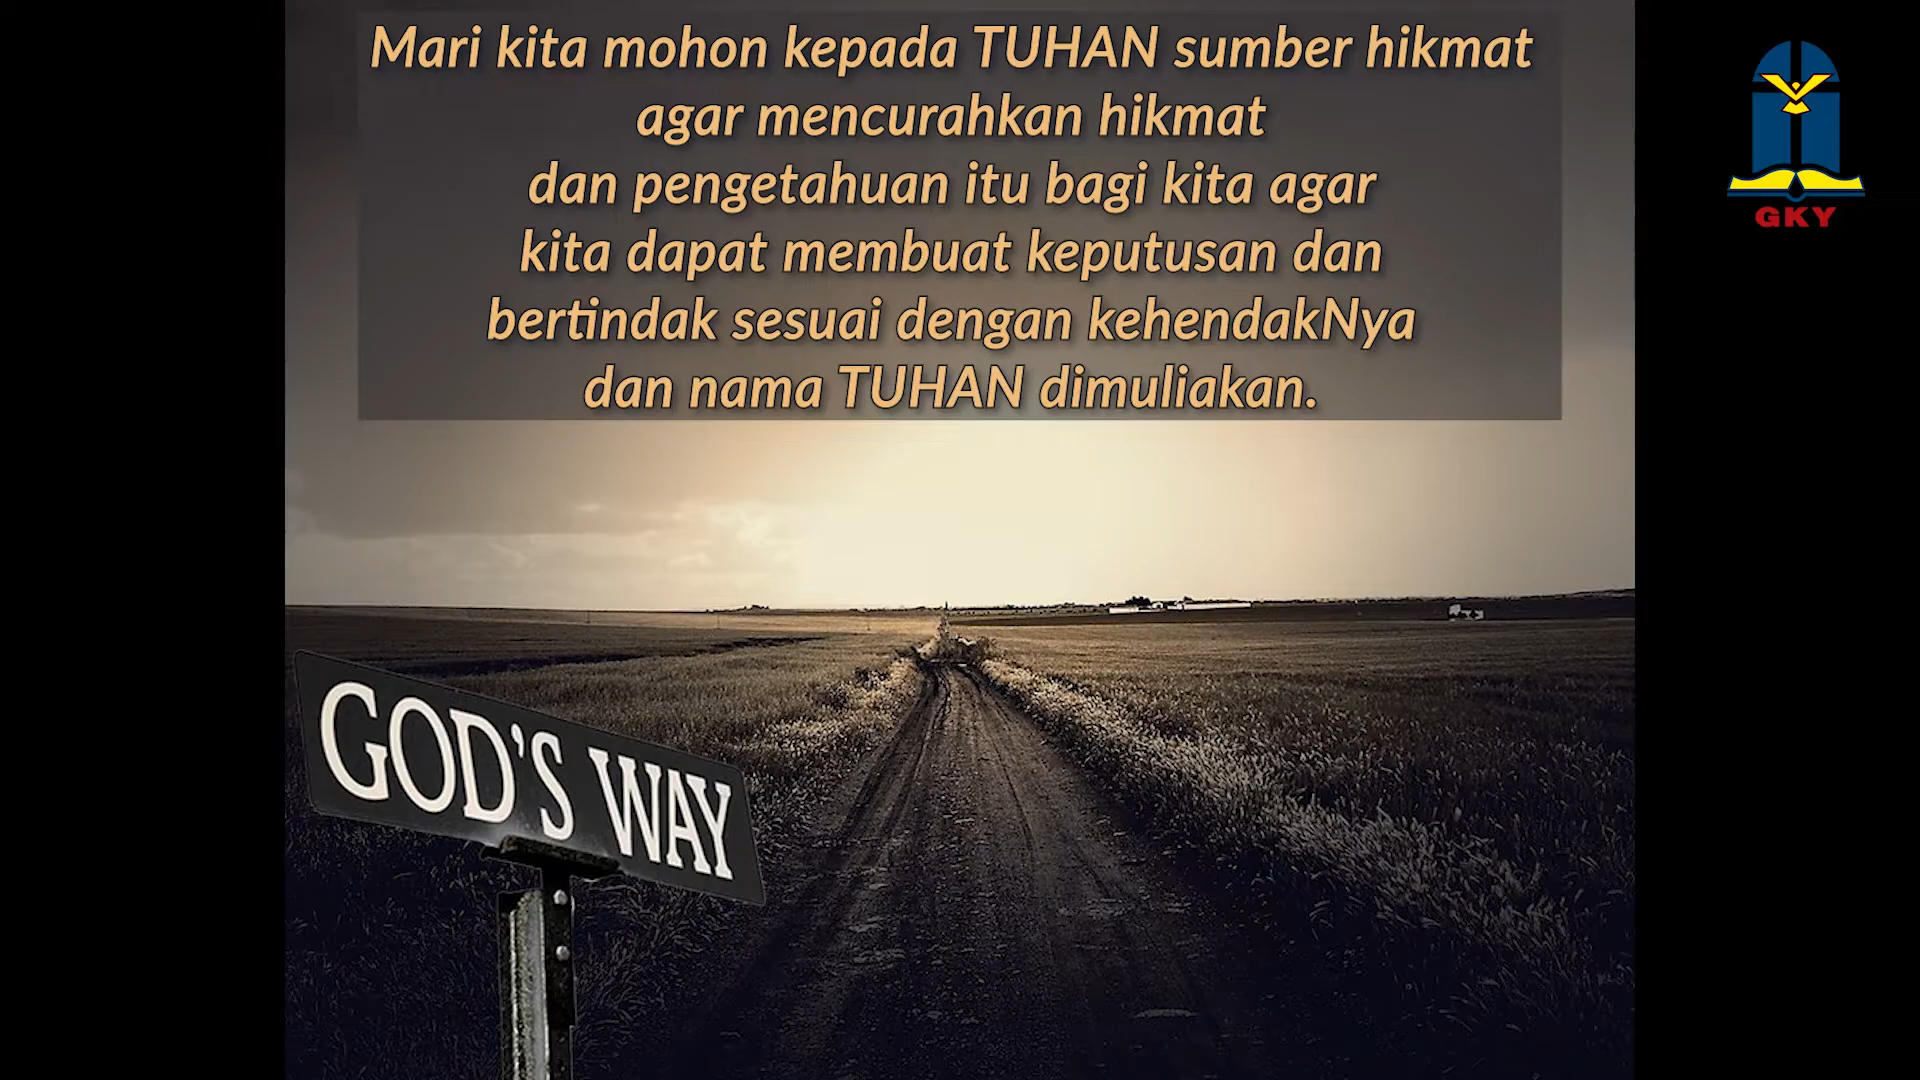 Mari kita mohon kepada TUHAN sumber hikmat
agar mencurahkan hikmat
dan pengetahuan itu bagi kita agar
kita dapat membuat keputusan dan
bertindak sesuai dengan kehendakNya
dan nama TUHAN dimuliakan.
GKY
GOD'S WAY